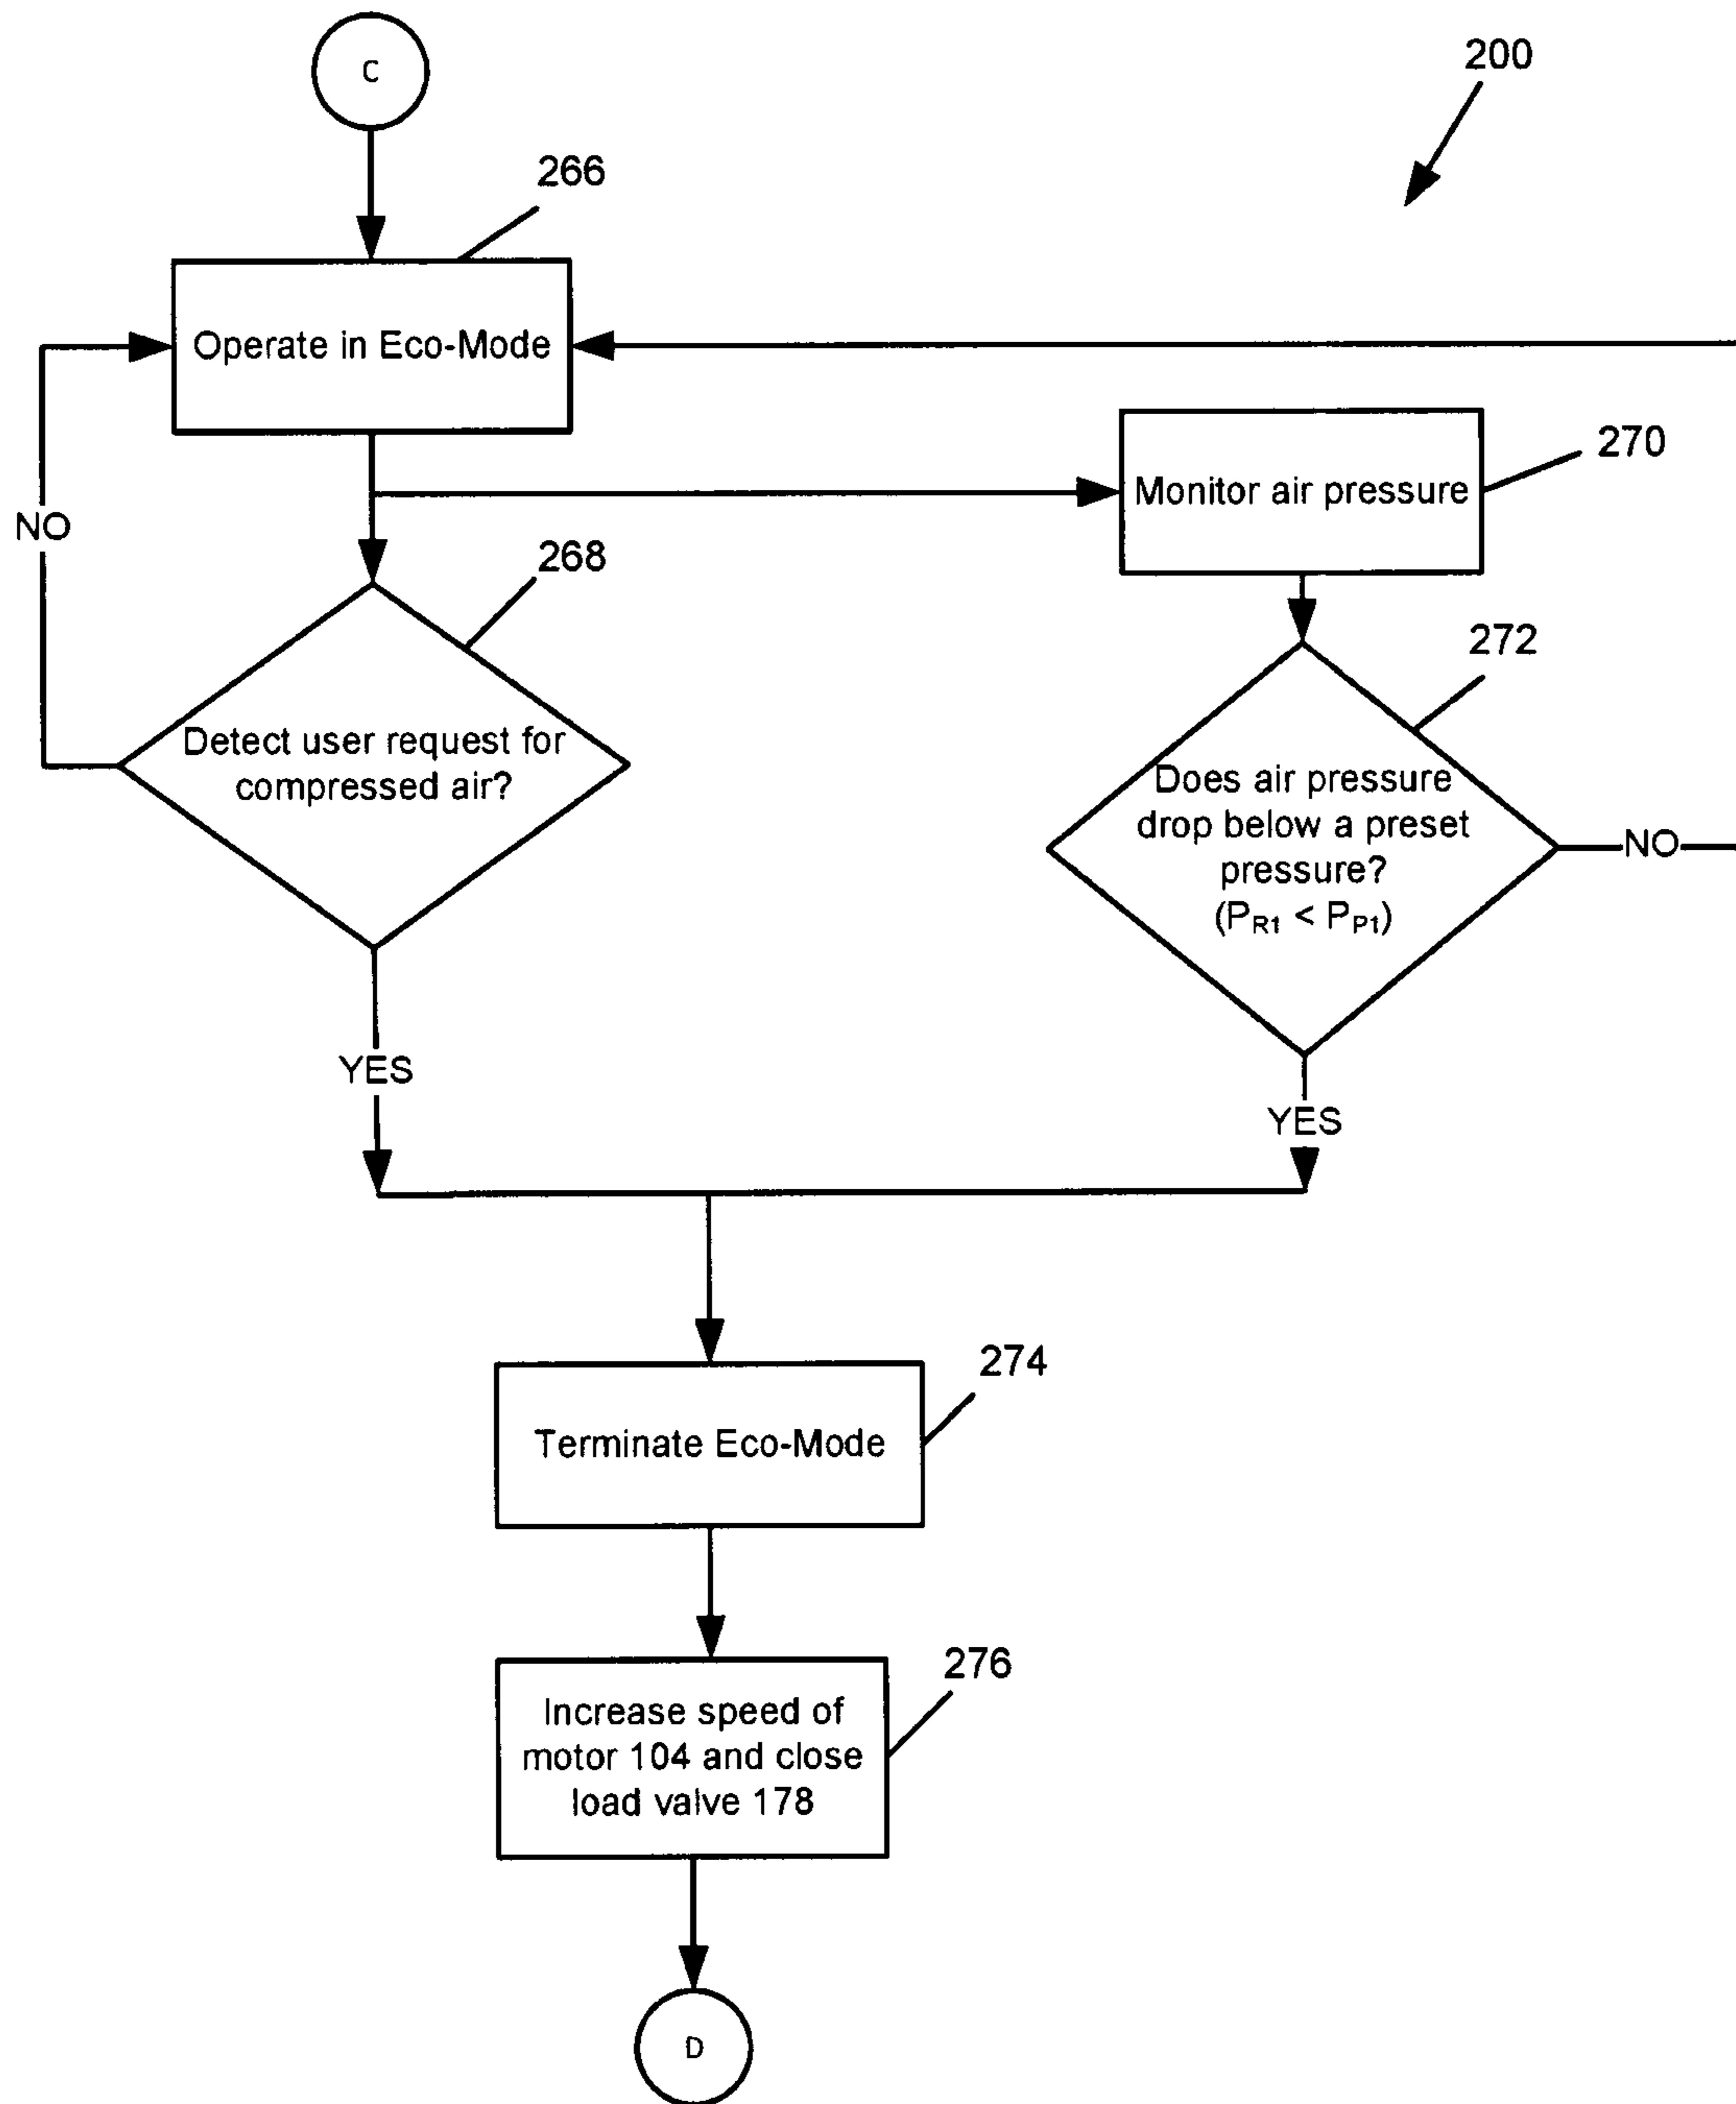 C
200
266
Operate in Eco-Mode
270
Monitor air pressure
NO
268
272
Detect user request for
compressed air?
Does air pressure
drop below a preset
pressure?
(PR1 < PP1)
NO
YES
YES
274
Terminate Eco-Mode
276
Increase speed of
motor 104 and close
load valve 178
D